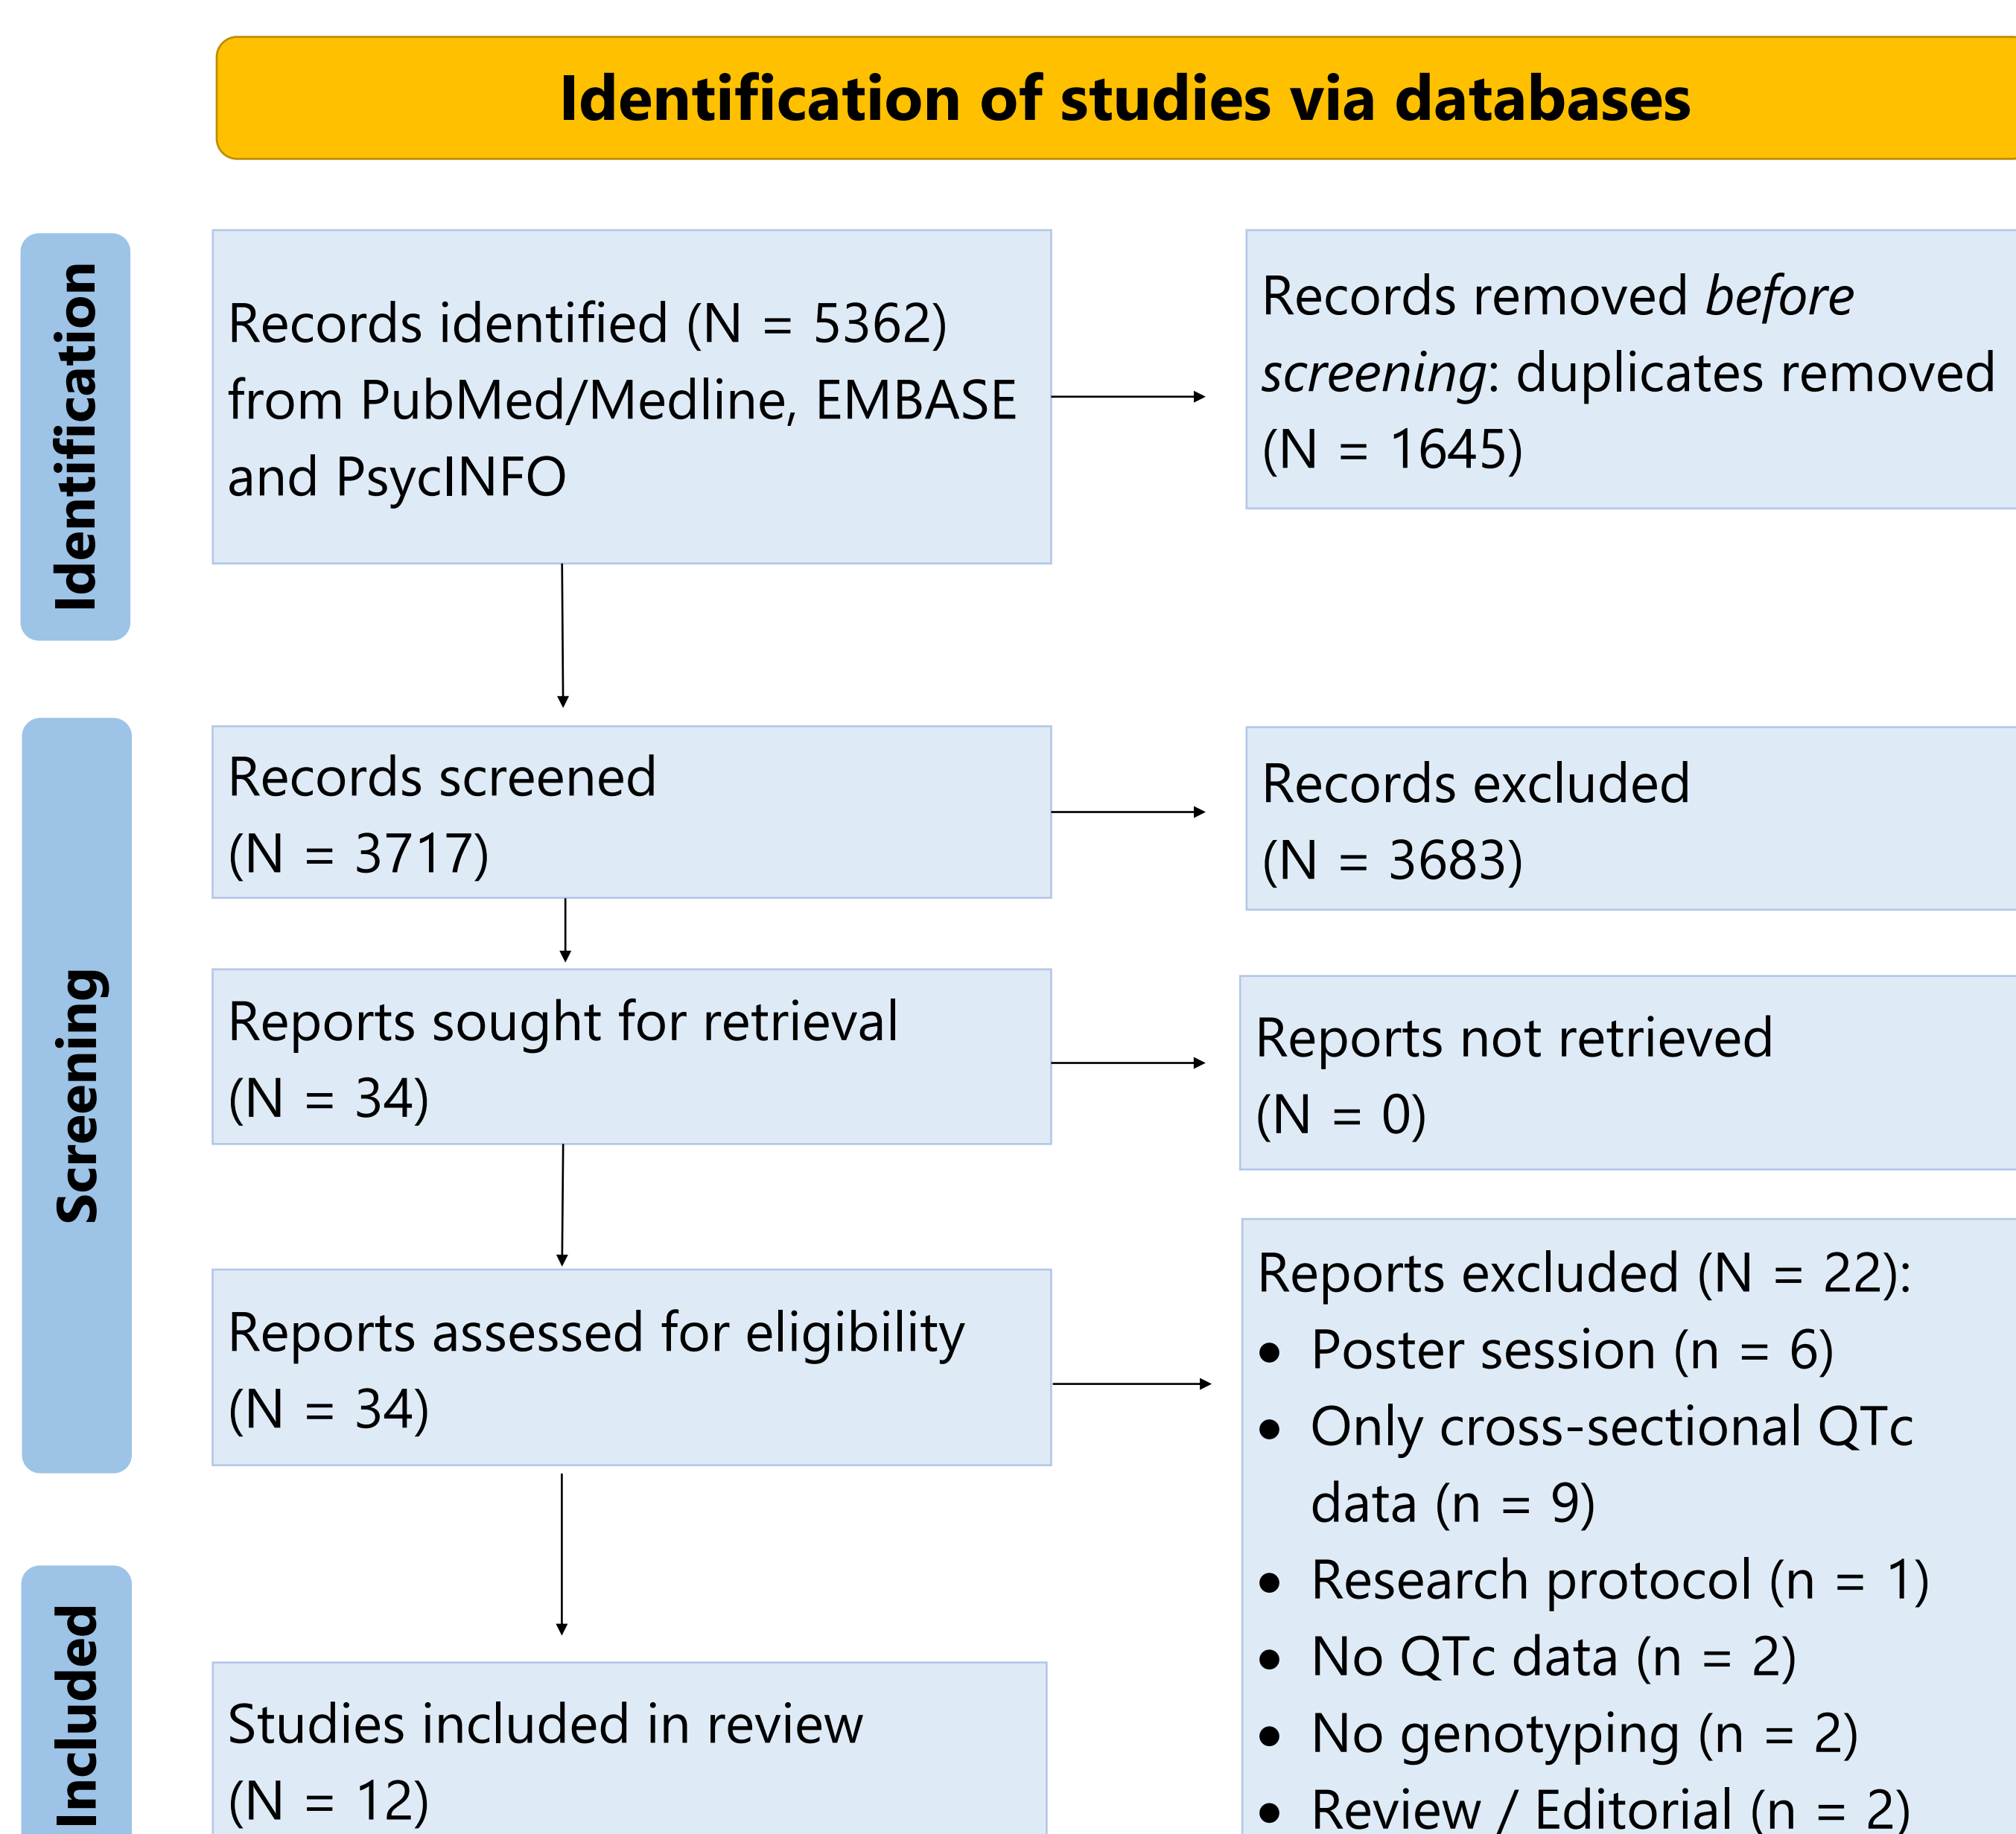 Identification of studies via databases
Identification
Records identified (N = 5362)
from PubMed/Medline, EMBASE
and PsycINFO
Records removed before
screening: duplicates removed
(N = 1645)
Screening
Records screened
(N = 3717)
Records excluded
(N = 3683)
Reports sought for retrieval
(N = 34)
Reports not retrieved
(N = 0)
Reports assessed for eligibility
(N = 34)
Reports excluded (N = 22):
● Poster session (n = 6)
● Only cross-sectional QTc
data (n = 9)
● Research protocol (n = 1)
● No QTc data (n = 2)
● No genotyping (n = 2)
● Review / Editorial (n = 2)
Included
Studies included in review
(N = 12)